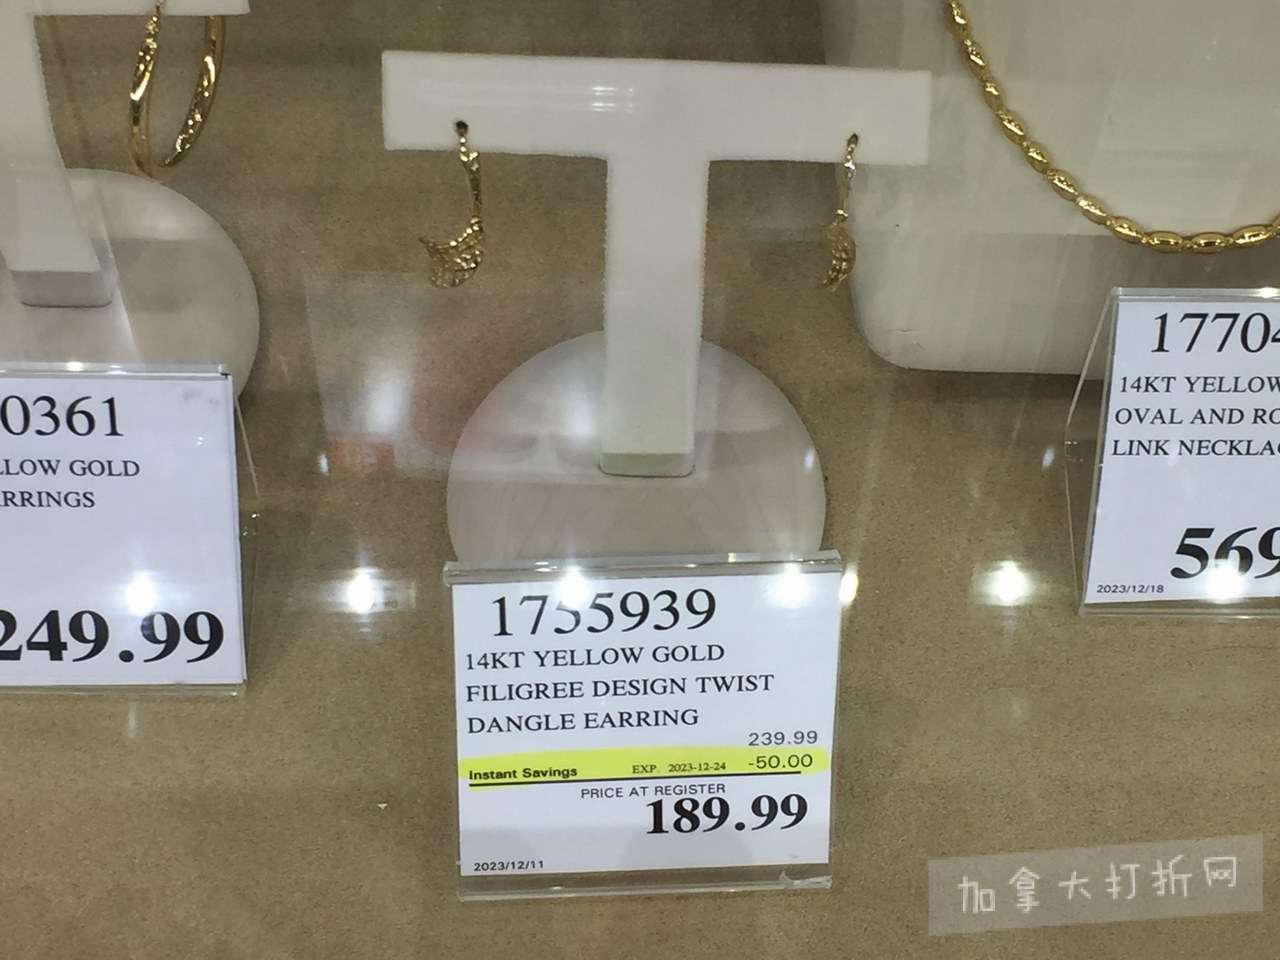 0361
LLOW GOLD
RRINGS
249.99
1755939
14KT YELLOW GOLD
FILIGREE DESIGN TWIST
DANGLE EARRING
239.99
Instant Savings EXP. 2023-12-24 -50.00
PRICE AT REGISTER
189.99
2023/12/11
17704
14KT YELLOW
OVAL AND RO
LINK NECKLA
569
2023/12/18
加拿大打折网